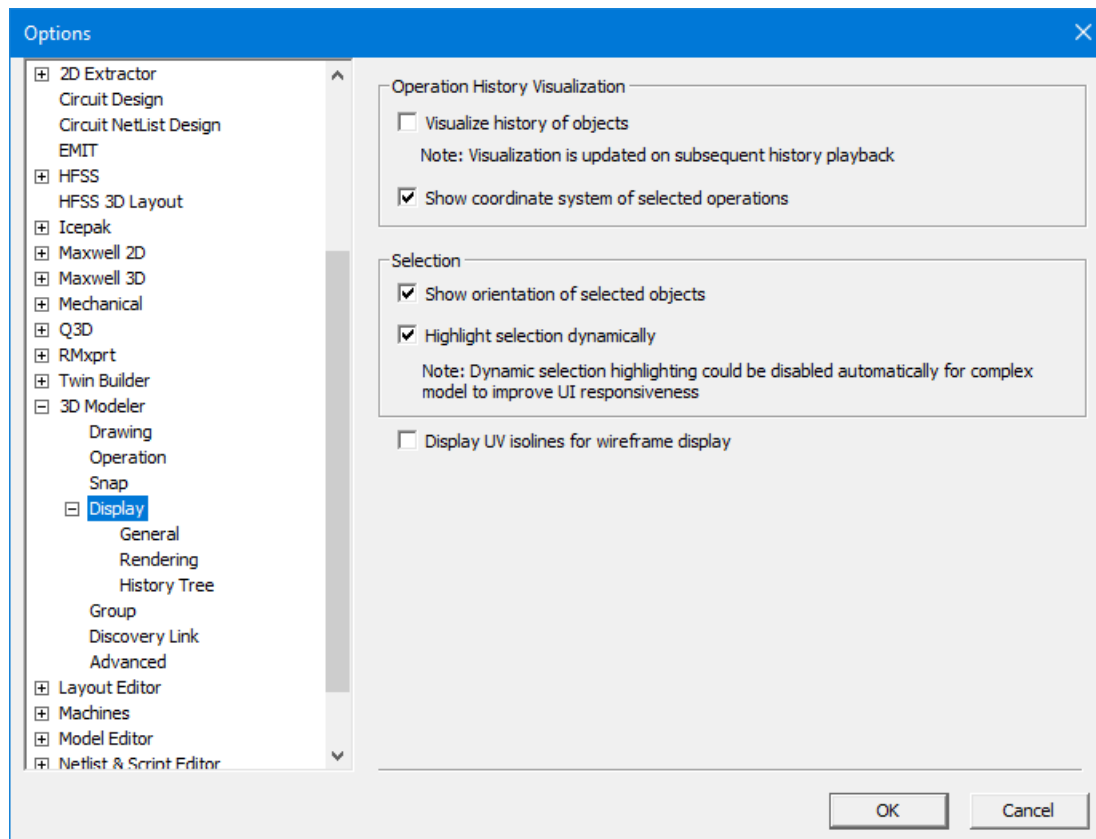 Options
2D Extractor
Circuit Design
Circuit NetList Design
EMIT
HFSS
HFSS 3D Layout
Icepak
Maxwell 2D
Maxwell 3D
Mechanical
Q3D
RMxprt
Twin Builder
3D Modeler
Drawing
Operation
Snap
Display
General
Rendering
History Tree
Group
Discovery Link
Advanced
Layout Editor
Machines
Model Editor
Netlist & Script Editor
Operation History Visualization
Visualize history of objects
Note: Visualization is updated on subsequent history playback
Show coordinate system of selected operations
Selection
Show orientation of selected objects
Highlight selection dynamically
Note: Dynamic selection highlighting could be disabled automatically for complex
model to improve UI responsiveness
Display UV isolines for wireframe display
OK
Cancel